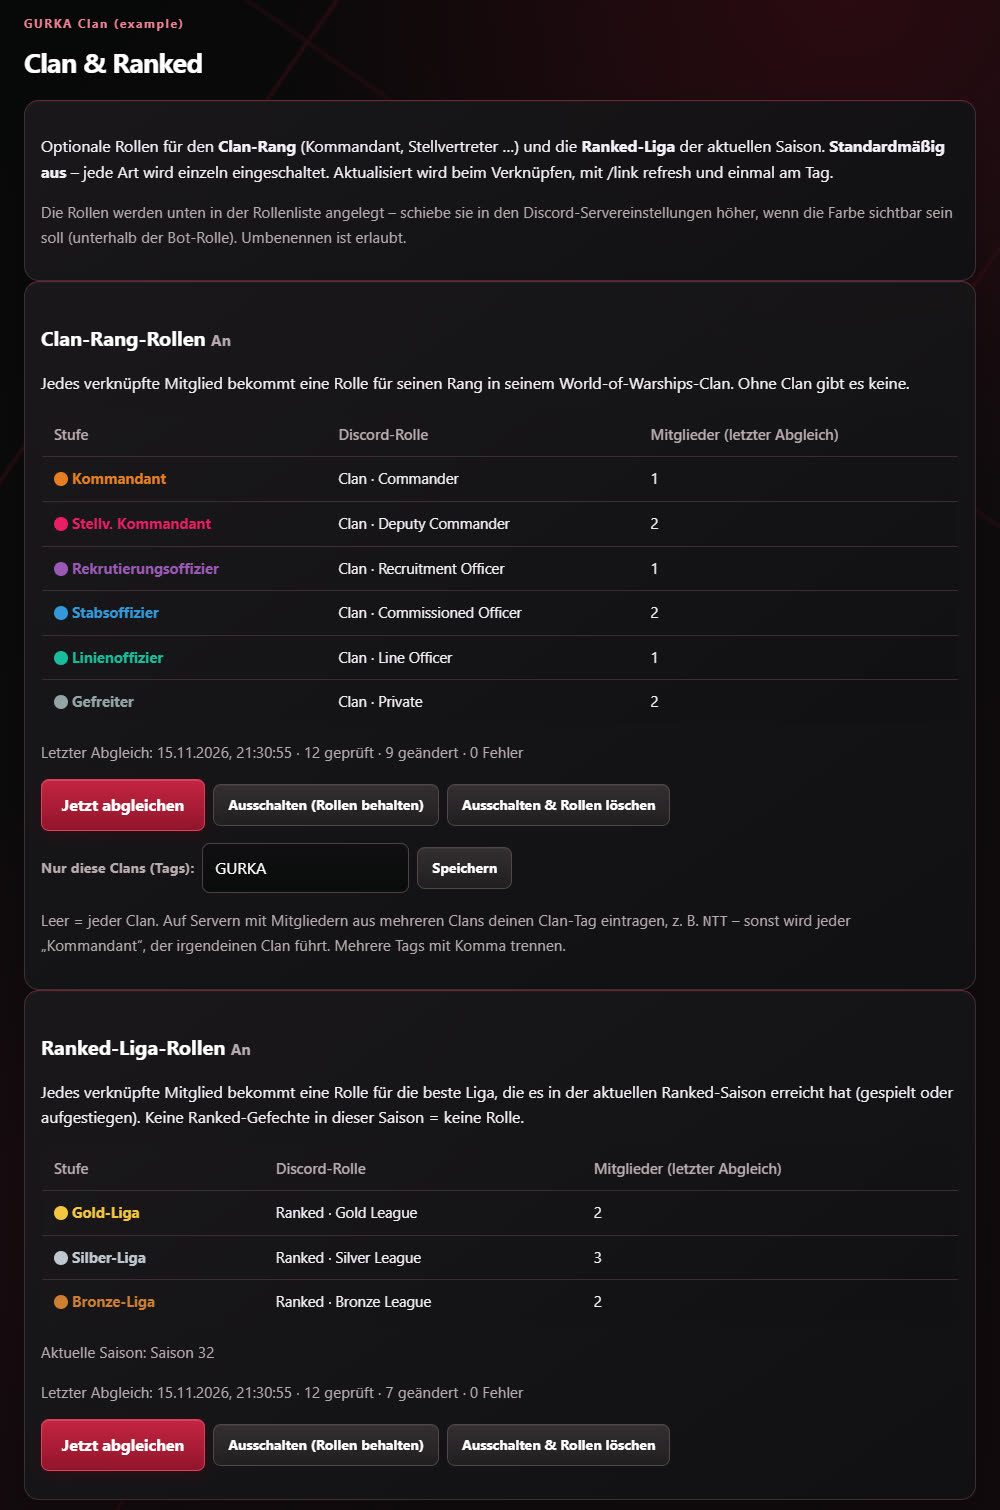 GURKA Clan (example)
Clan & Ranked
Optionale Rollen für den Clan-Rang (Kommandant, Stellvertreter ...) und die Ranked-Liga der aktuellen Saison. Standardmäßig
aus – jede Art wird einzeln eingeschaltet. Aktualisiert wird beim Verknüpfen, mit /link refresh und einmal am Tag.
Die Rollen werden unten in der Rollenliste angelegt – schiebe sie in den Discord-Servereinstellungen höher, wenn die Farbe sichtbar sein
soll (unterhalb der Bot-Rolle). Umbenennen ist erlaubt.
Clan-Rang-Rollen An
Jedes verknüpfte Mitglied bekommt eine Rolle für seinen Rang in seinem World-of-Warships-Clan. Ohne Clan gibt es keine.
Stufe Discord-Rolle Mitglieder (letzter Abgleich)
Kommandant Clan · Commander 1
Stellv. Kommandant Clan · Deputy Commander 2
Rekrutierungsoffizier Clan · Recruitment Officer 1
Stabsoffizier Clan · Commissioned Officer 2
Linienoffizier Clan · Line Officer 1
Gefreiter Clan · Private 2
Letzter Abgleich: 15.11.2026, 21:30:55 · 12 geprüft · 9 geändert · 0 Fehler
Jetzt abgleichen Ausschalten (Rollen behalten) Ausschalten & Rollen löschen
Nur diese Clans (Tags): GURKA Speichern
Leer = jeder Clan. Auf Servern mit Mitgliedern aus mehreren Clans deinen Clan-Tag eintragen, z. B. NTT – sonst wird jeder
„Kommandant“, der irgendeinen Clan führt. Mehrere Tags mit Komma trennen.
Ranked-Liga-Rollen An
Jedes verknüpfte Mitglied bekommt eine Rolle für die beste Liga, die es in der aktuellen Ranked-Saison erreicht hat (gespielt oder
aufgestiegen). Keine Ranked-Gefechte in dieser Saison = keine Rolle.
Stufe Discord-Rolle Mitglieder (letzter Abgleich)
Gold-Liga Ranked · Gold League 2
Silber-Liga Ranked · Silver League 3
Bronze-Liga Ranked · Bronze League 2
Aktuelle Saison: Saison 32
Letzter Abgleich: 15.11.2026, 21:30:55 · 12 geprüft · 7 geändert · 0 Fehler
Jetzt abgleichen Ausschalten (Rollen behalten) Ausschalten & Rollen löschen